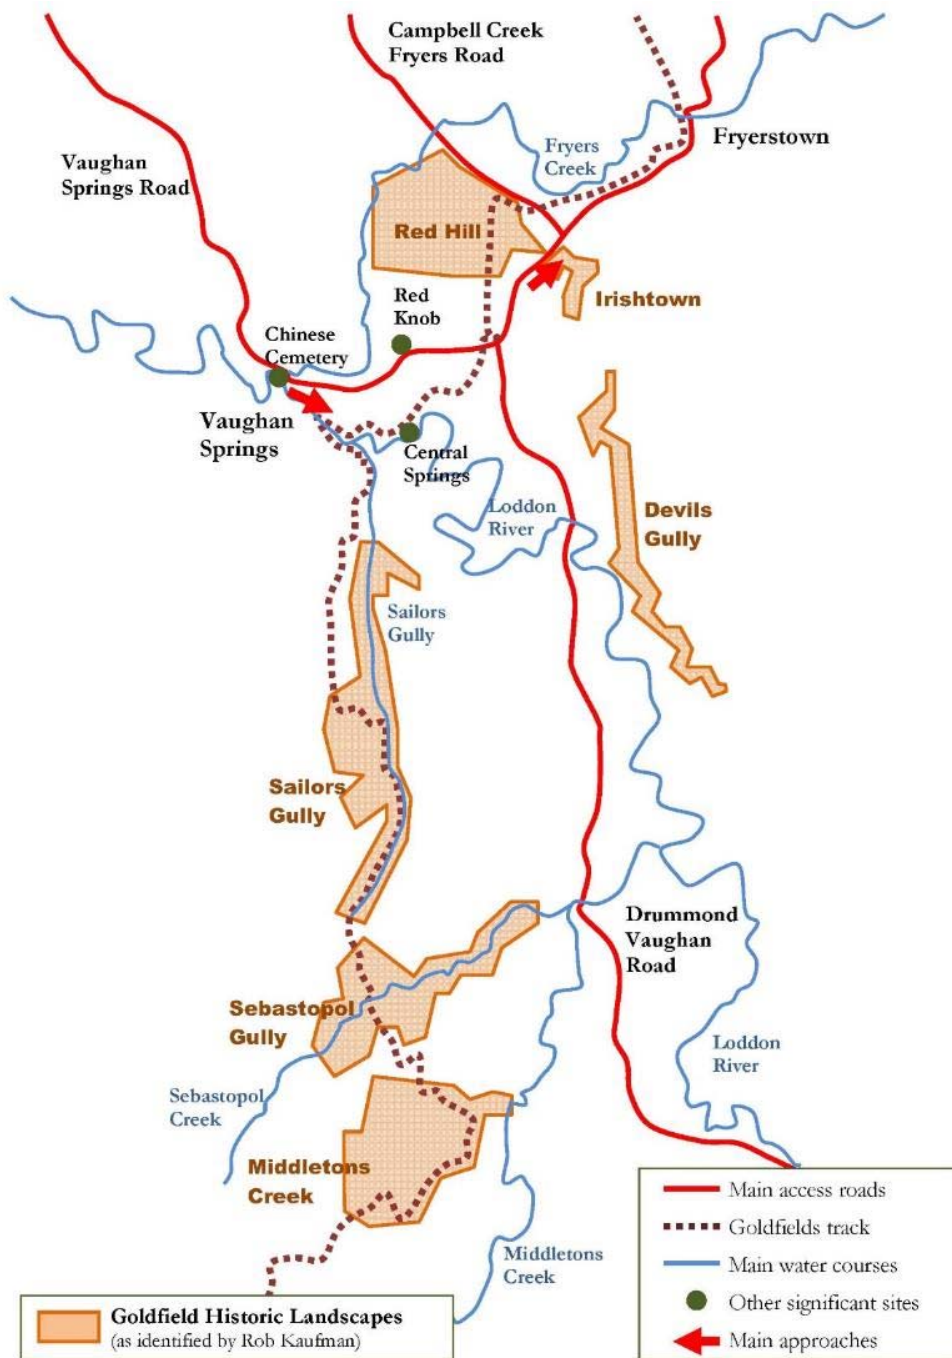 Campbell Creek
Fryers Road
Fryerstown
Vaughan
Springs Road
Fryers
Creek
Red Hill
Irishtown
Red
Knob
Chinese
Cemetery
Vaughan
Springs
Central
Springs
Loddon
River
Devils
Gully
Sailors
Gully
Sailors
Gully
Drummond
Vaughan
Road
Sebastopol
Gully
Loddon
River
Sebastopol
Creek
Middletons
Creek
Middletons
Creek
Main access roads
Goldfields track
Main water courses
Other significant sites
Main approaches
Goldfield Historic Landscapes
(as identified by Rob Kaufman)